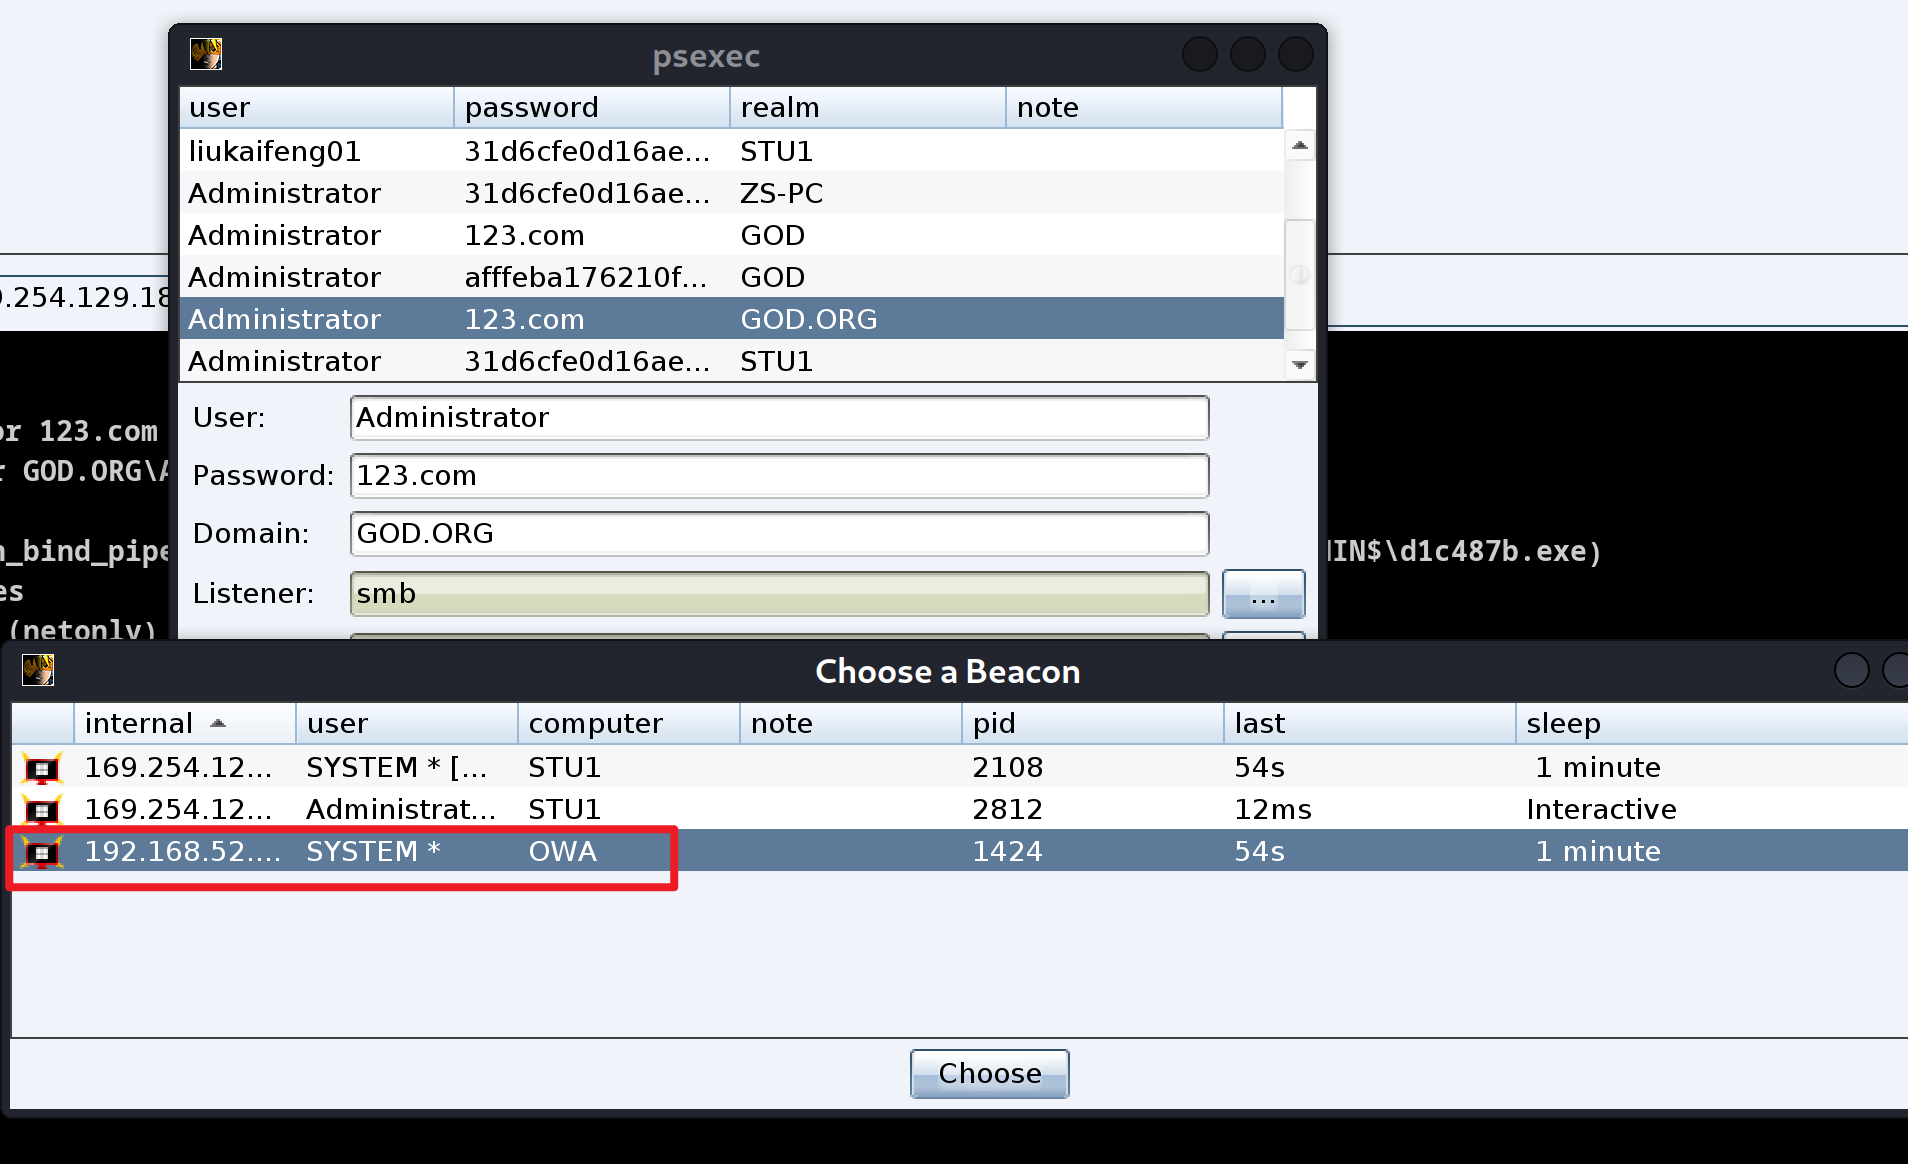 psexec
user password realm note
liukaifeng01 31d6cfe0d16ae... STU1
Administrator 31d6cfe0d16ae... ZS-PC
Administrator 123.com GOD
Administrator afffeba176210f... GOD
Administrator 123.com GOD.ORG
Administrator 31d6cfe0d16ae... STU1
.254.129.18
User: Administrator
or 123.com
Password: 123.com
r GOD.ORG\A
Domain: GOD.ORG
n_bind_pipe IIN$\d1c487b.exe)
Listener: smb ...
es
(netonly)
Choose a Beacon
internal user computer note pid last sleep
169.254.12... SYSTEM * [... STU1 2108 54s 1 minute
169.254.12... Administrat... STU1 2812 12ms Interactive
192.168.52.... SYSTEM * OWA 1424 54s 1 minute
Choose